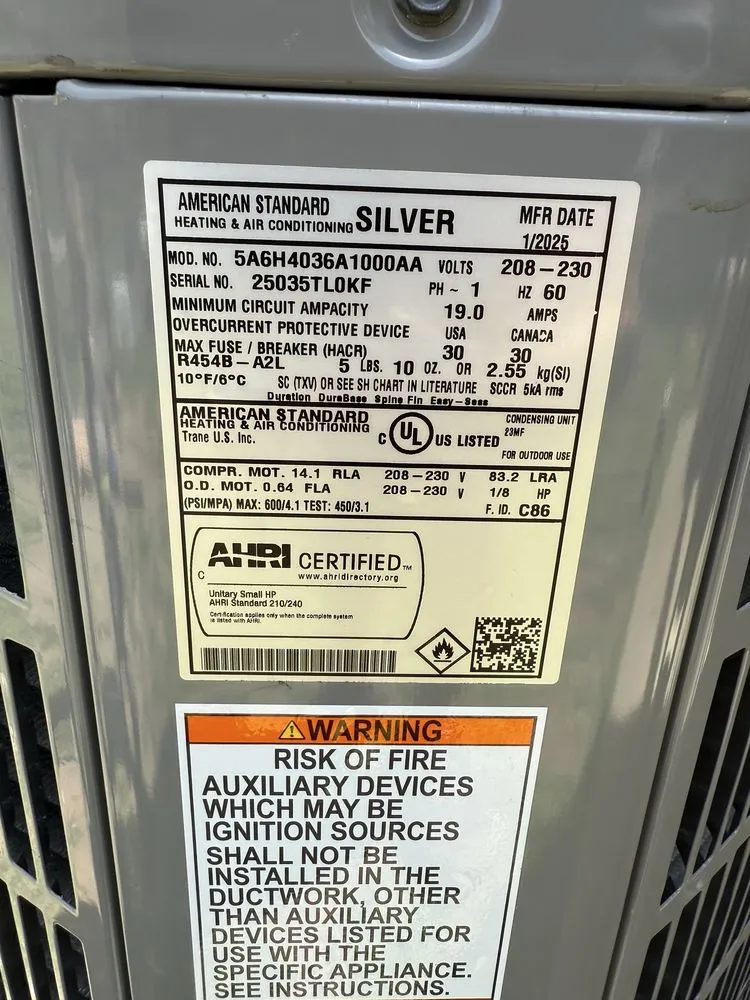 AMERICAN STANDARD
HEATING & AIR CONDITIONING SILVER MFR DATE
1/2025
MOD. NO. 5A6H4036A1000AA VOLTS 208-230
SERIAL NO. 25035TL0KF PH ~ 1 HZ 60
MINIMUM CIRCUIT AMPACITY 19.0 AMPS
OVERCURRENT PROTECTIVE DEVICE USA CANADA
MAX FUSE / BREAKER (HACR) 30 30
R454B-A2L 5 LBS. 10 OZ. OR 2.55 kg(SI)
10°F/6°C SC (TXV) OR SEE SH CHART IN LITERATURE SCCR 5kA rms
Duration DuraBase Spine Fin Easy-Sess
AMERICAN STANDARD
HEATING & AIR CONDITIONING
Trane U.S. Inc.
C UL US LISTED
CONDENSING UNIT
23MF
FOR OUTDOOR USE
COMPR. MOT. 14.1 RLA 208-230 V 83.2 LRA
O.D. MOT. 0.64 FLA 208-230 V 1/8 HP
(PSI/MPA) MAX: 600/4.1 TEST: 450/3.1 F. ID. C86
C AHRI CERTIFIED™
www.ahridirectory.org
Unitary Small HP
AHRI Standard 210/240
Certification applies only when the complete system
is listed with AHRI.
WARNING
RISK OF FIRE
AUXILIARY DEVICES
WHICH MAY BE
IGNITION SOURCES
SHALL NOT BE
INSTALLED IN THE
DUCTWORK, OTHER
THAN AUXILIARY
DEVICES LISTED FOR
USE WITH THE
SPECIFIC APPLIANCE.
SEE INSTRUCTIONS.